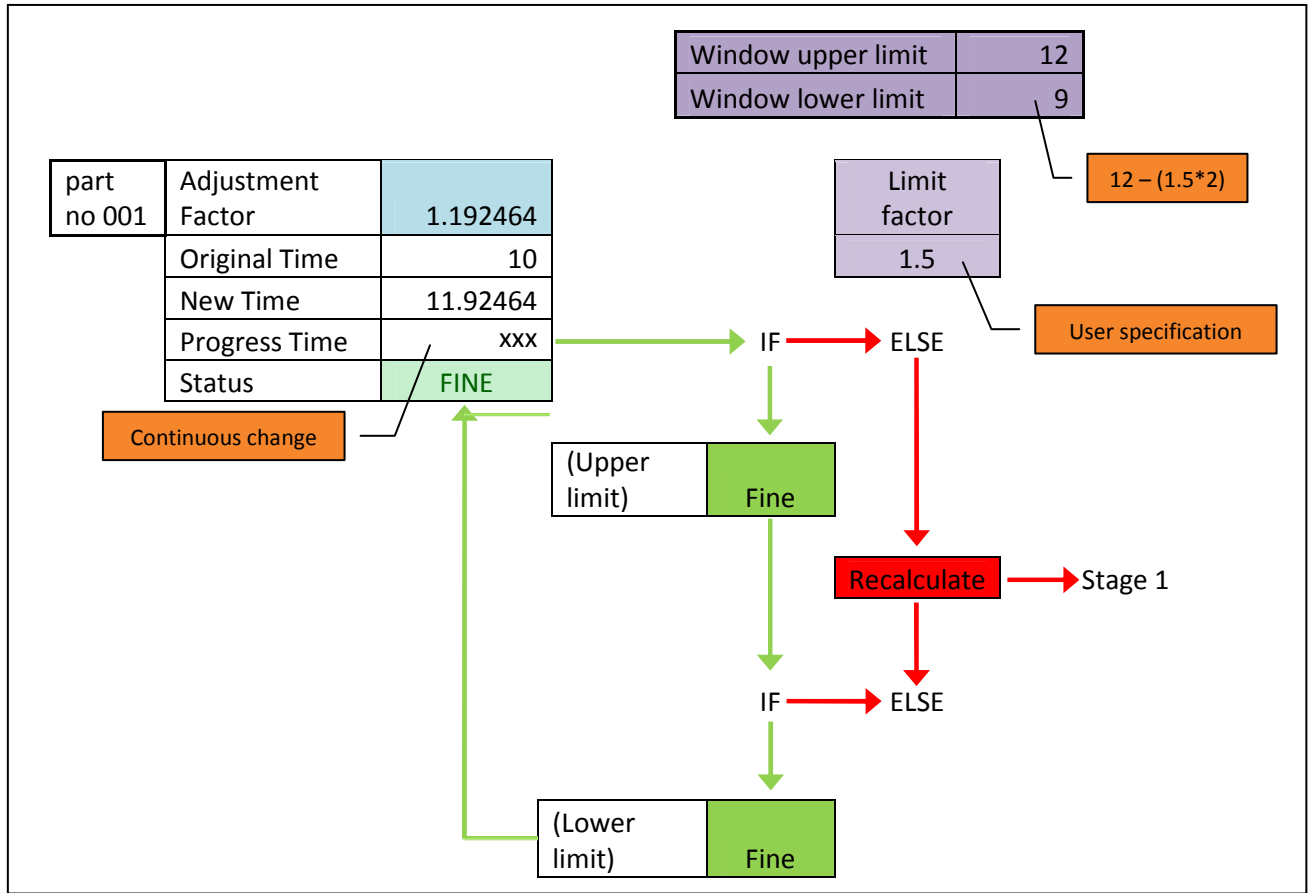 Window upper limit 12
Window lower limit 9
12 – (1.5*2)
part
no 001
Adjustment
Factor 1.192464
Original Time 10
New Time 11.92464
Progress Time xxx
Status FINE
Limit
factor
1.5
User specification
Continuous change
IF ELSE
(Upper
limit) Fine
Recalculate Stage 1
IF ELSE
(Lower
limit) Fine